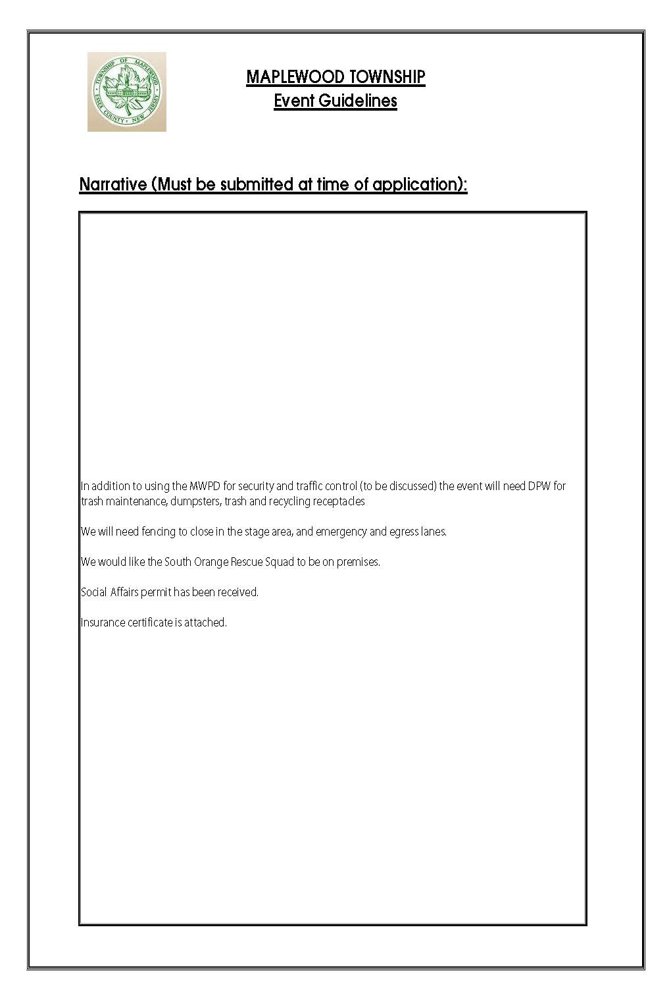 TOWNSHIP OF MAPLEWOOD
ESSEX COUNTY • NEW JERSEY
MAPLEWOOD TOWNSHIP
Event Guidelines
Narrative (Must be submitted at time of application):
In addition to using the MWPD for security and traffic control (to be discussed) the event will need DPW for
trash maintenance, dumpsters, trash and recycling receptacles
We will need fencing to close in the stage area, and emergency and egress lanes.
We would like the South Orange Rescue Squad to be on premises.
Social Affairs permit has been received.
Insurance certificate is attached.